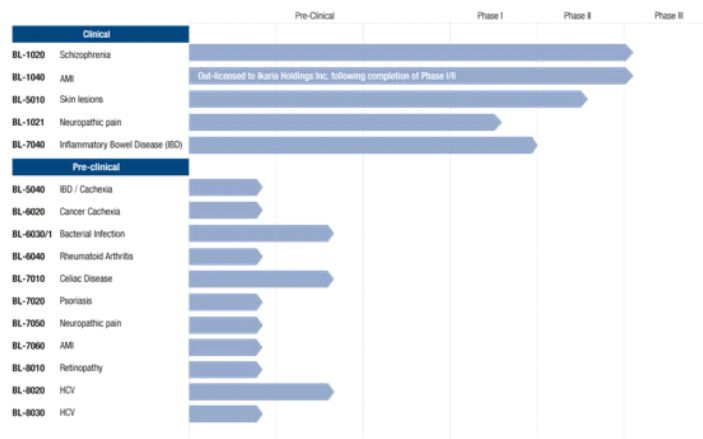 Pre-Clinical Phase I Phase II Phase III
Clinical
BL-1020 Schizophrenia
BL-1040 AMI Out-licensed to Ikaria Holdings Inc. following completion of Phase I/II
BL-5010 Skin lesions
BL-1021 Neuropathic pain
BL-7040 Inflammatory Bowel Disease (IBD)
Pre-clinical
BL-5040 IBD / Cachexia
BL-6020 Cancer Cachexia
BL-6030/1 Bacterial Infection
BL-6040 Rheumatoid Arthritis
BL-7010 Celiac Disease
BL-7020 Psoriasis
BL-7050 Neuropathic pain
BL-7060 AMI
BL-8010 Retinopathy
BL-8020 HCV
BL-8030 HCV